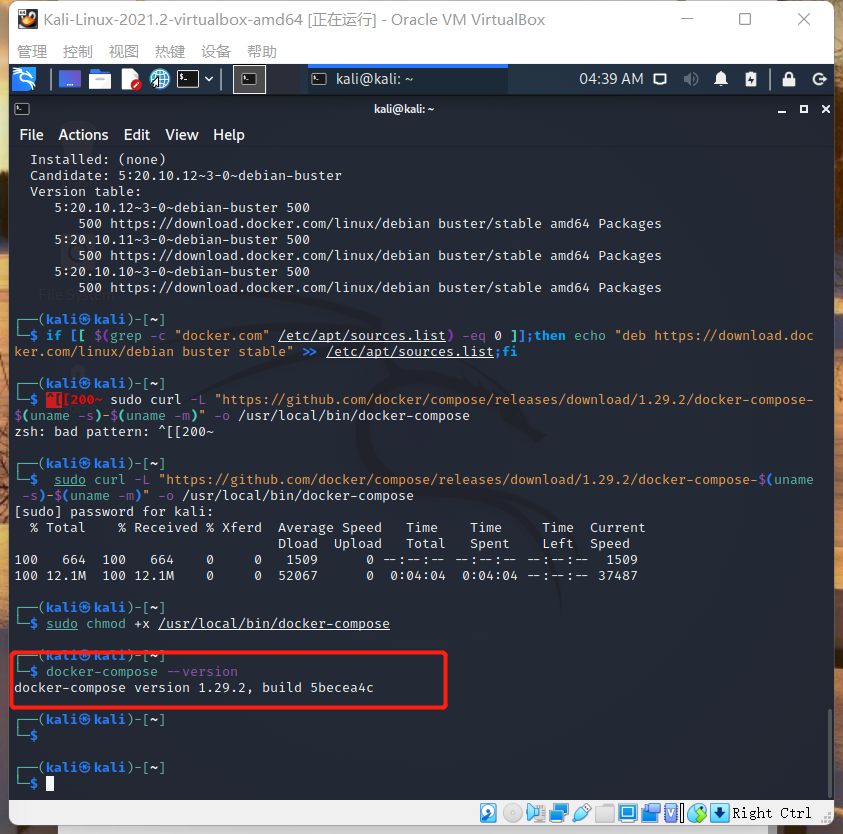 Kali-Linux-2021.2-virtualbox-amd64 [正在运行] - Oracle VM VirtualBox
管理 控制 视图 热键 设备 帮助
kali@kali: ~ 04:39 AM
kali@kali: ~
File Actions Edit View Help
Installed: (none)
Candidate: 5:20.10.12~3-0~debian-buster
Version table:
5:20.10.12~3-0~debian-buster 500
500 https://download.docker.com/linux/debian buster/stable amd64 Packages
5:20.10.11~3-0~debian-buster 500
500 https://download.docker.com/linux/debian buster/stable amd64 Packages
5:20.10.10~3-0~debian-buster 500
500 https://download.docker.com/linux/debian buster/stable amd64 Packages
File System
┌──(kali㉿kali)-[~]
└─$ if [[ $(grep -c "docker.com" /etc/apt/sources.list) -eq 0 ]];then echo "deb https://download.doc
ker.com/linux/debian buster stable" >> /etc/apt/sources.list;fi
┌──(kali㉿kali)-[~]
└─$ ^[[200~ sudo curl -L "https://github.com/docker/compose/releases/download/1.29.2/docker-compose-
$(uname -s)-$(uname -m)" -o /usr/local/bin/docker-compose
zsh: bad pattern: ^[[200~
┌──(kali㉿kali)-[~]
└─$  sudo curl -L "https://github.com/docker/compose/releases/download/1.29.2/docker-compose-$(uname
-s)-$(uname -m)" -o /usr/local/bin/docker-compose
[sudo] password for kali:
% Total % Received % Xferd Average Speed Time Time Time Current
Dload Upload Total Spent Left Speed
100 664 100 664 0 0 1509 0 --:--:-- --:--:-- --:--:-- 1509
100 12.1M 100 12.1M 0 0 52067 0 0:04:04 0:04:04 --:--:-- 37487
┌──(kali㉿kali)-[~]
└─$ sudo chmod +x /usr/local/bin/docker-compose
┌──(kali㉿kali)-[~]
└─$ docker-compose --version
docker-compose version 1.29.2, build 5becea4c
┌──(kali㉿kali)-[~]
└─$
┌──(kali㉿kali)-[~]
└─$
Right Ctrl